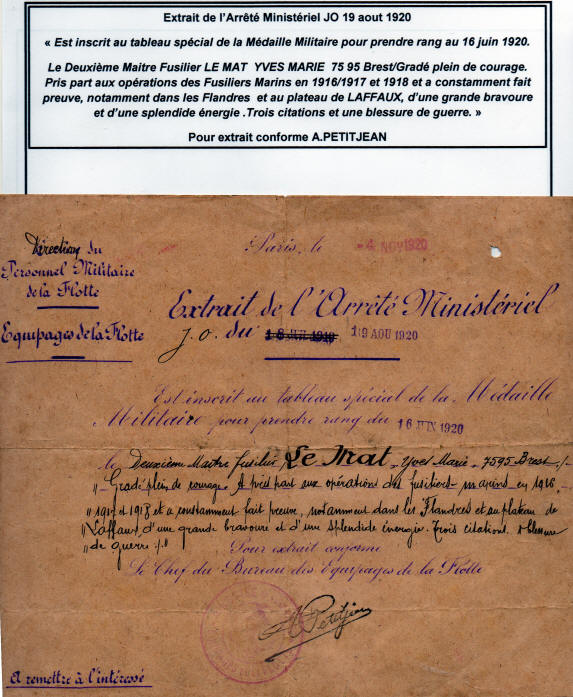 Extrait de l'Arrêté Ministériel JO 19 aout 1920
« Est inscrit au tableau spécial de la Médaille Militaire pour prendre rang au 16 juin 1920.
Le Deuxième Maitre Fusilier LE MAT YVES MARIE 75 95 Brest/Gradé plein de courage.
Pris part aux opérations des Fusiliers Marins en 1916/1917 et 1918 et a constamment fait
preuve, notamment dans les Flandres et au plateau de LAFFAUX, d'une grande bravoure
et d'une splendide énergie .Trois citations et une blessure de guerre. »
Pour extrait conforme A.PETITJEAN
Direction du
Personnel Militaire
de la Flotte
Equipages de la Flotte
Paris, le -4 NOV 1920
Extrait de l'Arrêté Ministériel
J.O. du 19 AOU 1920
Est inscrit au tableau spécial de la Médaille
Militaire pour prendre rang du 16 JUIN 1920
le Deuxième Maître fusilier Le Mat - Yves Marie - 7595 Brest :/-
" Gradé plein de courage. A pris part aux opérations des fusiliers marins en 1916
" 1917 et 1918 et a constamment fait preuve, notamment dans les Flandres et au plateau de
" Laffaux, d'une grande bravoure et d'une splendide énergie. Trois citations. 1 blessure
" de guerre ./. "
Pour extrait conforme
Le Chef du Bureau des Equipages de la Flotte
A Petitjean
A remettre à l'intéressé